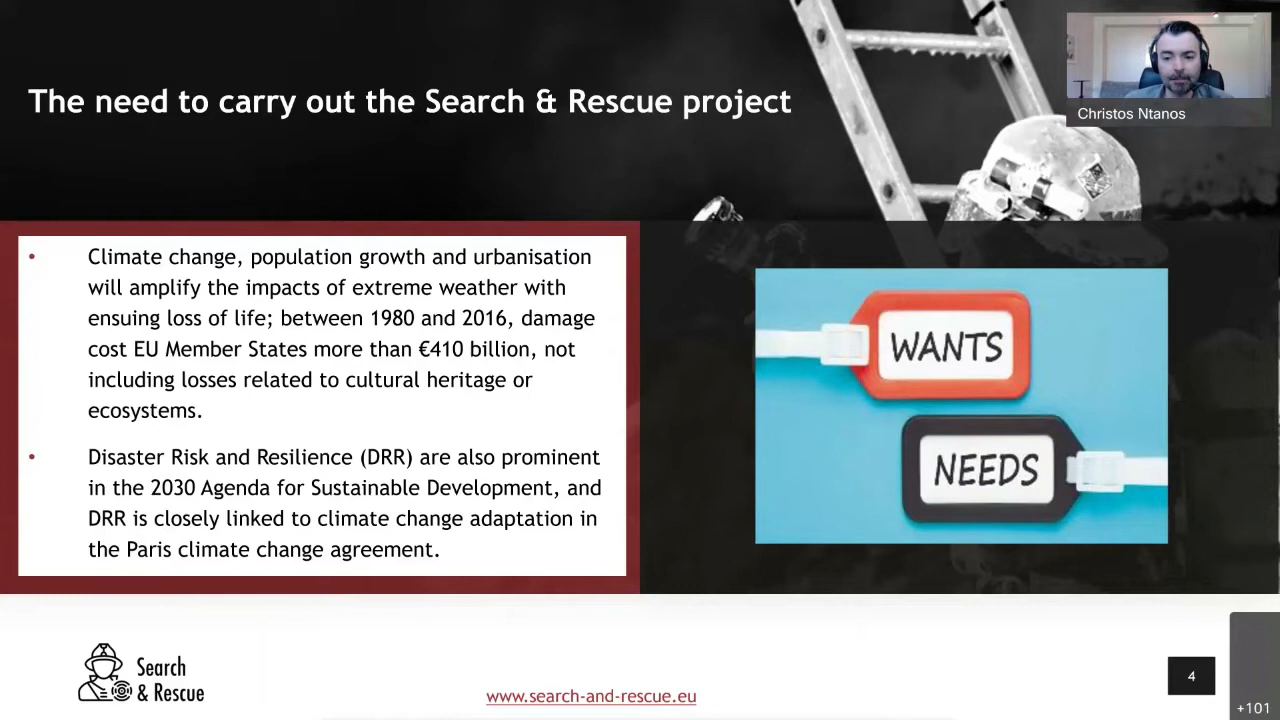 The need to carry out the Search & Rescue project
Christos Ntanos
• Climate change, population growth and urbanisation
will amplify the impacts of extreme weather with
ensuing loss of life; between 1980 and 2016, damage
cost EU Member States more than €410 billion, not
including losses related to cultural heritage or
ecosystems.
• Disaster Risk and Resilience (DRR) are also prominent
in the 2030 Agenda for Sustainable Development, and
DRR is closely linked to climate change adaptation in
the Paris climate change agreement.
WANTS
NEEDS
Search
& Rescue
www.search-and-rescue.eu
4
+101